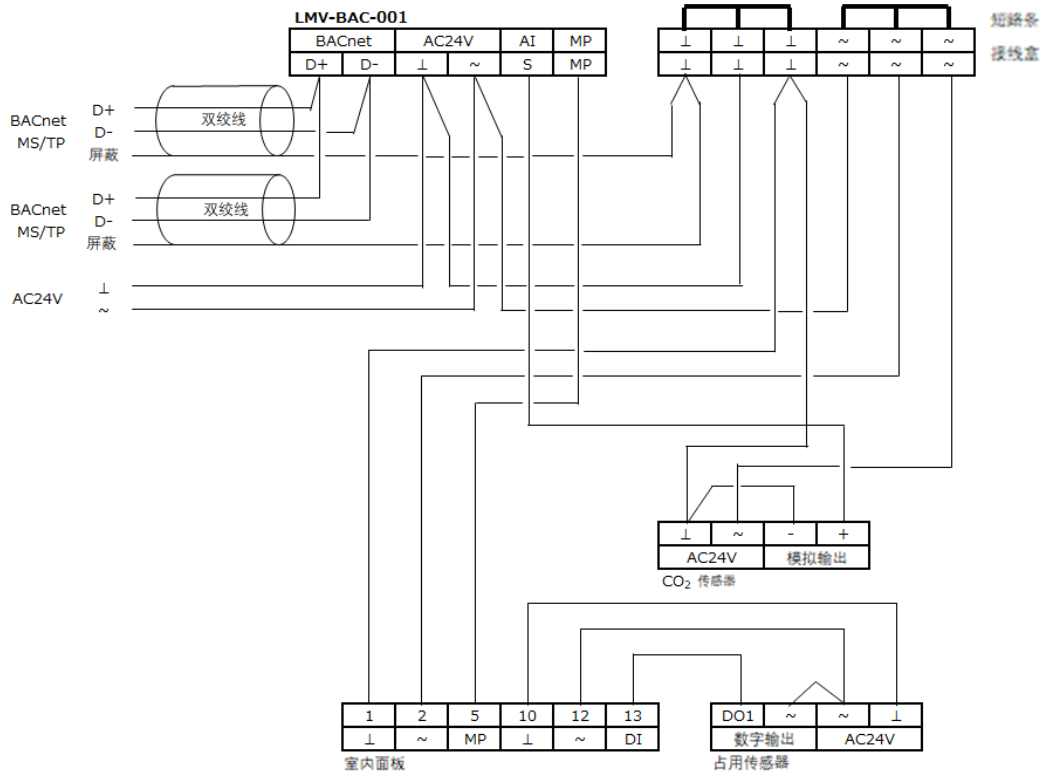 LMV-BAC-001
短路条
BACnet AC24V AI MP
⊥ ⊥ ⊥ ~ ~ ~
接线盒
D+ D- ⊥ ~ S MP
⊥ ⊥ ⊥ ~ ~ ~
BACnet MS/TP
D+
D-
屏蔽
双绞线
BACnet MS/TP
D+
D-
屏蔽
双绞线
AC24V
⊥
~
⊥ ~ - +
AC24V 模拟输出
CO₂ 传感器
1 2 5 10 12 13
⊥ ~ MP ⊥ ~ DI
室内面板
DO1 ~ ~ ⊥
数字输出 AC24V
占用传感器